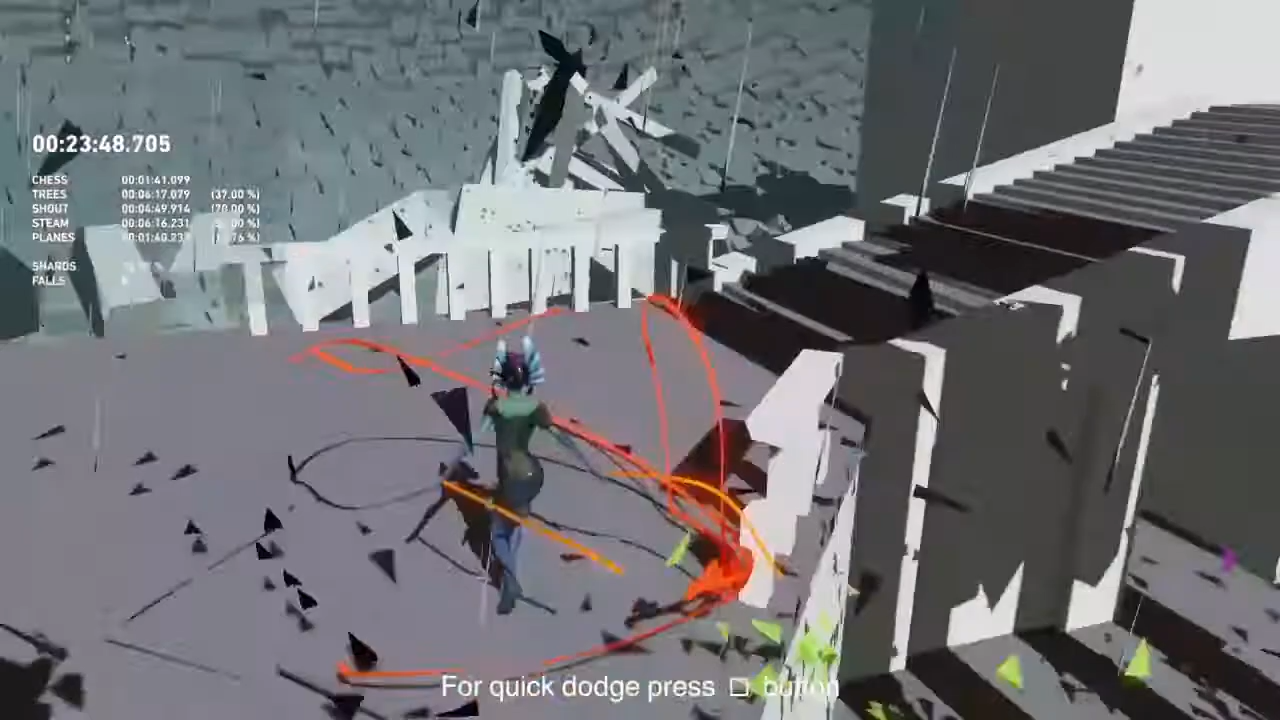 00:23:48.705
CHESS 00:01:41.099
TREES 00:06:17.079 (37.00 %)
SHOUT 00:04:49.914 (70.00 %)
STEAM 00:06:16.231
PLANES 00:01:40.237
SHARDS
FALLS
For quick dodge press □ button